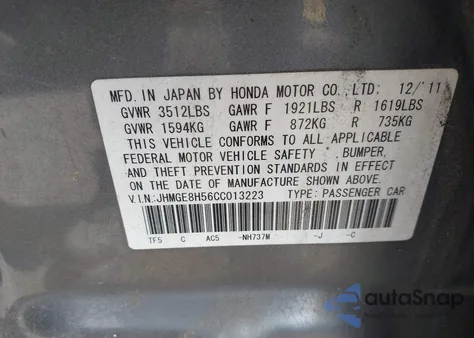 MFD. IN JAPAN BY HONDA MOTOR CO., LTD: 12/'11
GVWR 3512LBS GAWR F 1921LBS R 1619LBS
GVWR 1594KG GAWR F 872KG R 735KG
THIS VEHICLE CONFORMS TO ALL APPLICABLE
FEDERAL MOTOR VEHICLE SAFETY , BUMPER,
AND THEFT PREVENTION STANDARDS IN EFFECT
ON THE DATE OF MANUFACTURE SHOWN ABOVE.
V.I.N:JHMGE8H56CC013223 TYPE: PASSENGER CAR
TF5 C AC5 -NH737M -J -C
autoSnap